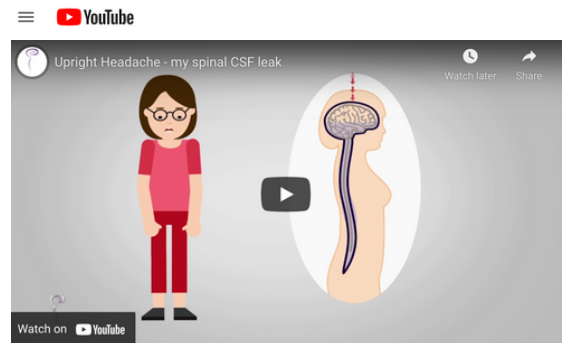 YouTube
Upright Headache - my spinal CSF leak
Watch later
Share
Watch on YouTube